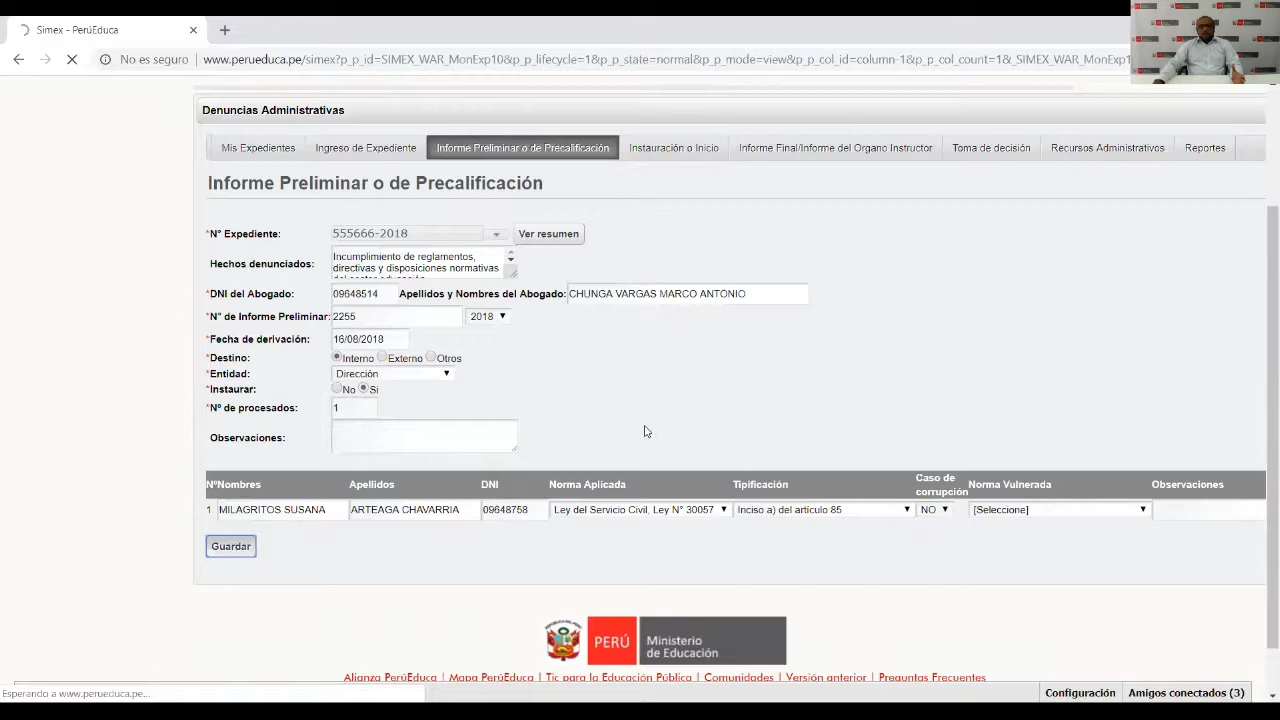 Simex - PerúEduca
No es seguro | www.perueduca.pe/simex?p_p_id=SIMEX_WAR_MonExp10&p_p_lifecycle=1&p_p_state=normal&p_p_mode=view&p_p_col_id=column-1&p_p_col_count=1&_SIMEX_WAR_MonExp1
Denuncias Administrativas
Mis Expedientes Ingreso de Expediente Informe Preliminar o de Precalificación Instauración o Inicio Informe Final/Informe del Organo Instructor Toma de decisión Recursos Administrativos Reportes
Informe Preliminar o de Precalificación
*N° Expediente: 555666-2018 Ver resumen
Hechos denunciados: Incumplimiento de reglamentos,
directivas y disposiciones normativas
*DNI del Abogado: 09648514 Apellidos y Nombres del Abogado: CHUNGA VARGAS MARCO ANTONIO
*N° de Informe Preliminar: 2255 2018
*Fecha de derivación: 16/08/2018
*Destino: Interno Externo Otros
*Entidad: Dirección
*Instaurar: No Si
*Nº de procesados: 1
Observaciones:
Nº Nombres Apellidos DNI Norma Aplicada Tipificación Caso de corrupción Norma Vulnerada Observaciones
1 MILAGRITOS SUSANA ARTEAGA CHAVARRIA 09648758 Ley del Servicio Civil, Ley N° 30057 Inciso a) del artículo 85 NO [Seleccione]
Guardar
PERÚ Ministerio
de Educación
Alianza PerúEduca | Mapa PerúEduca | Tic para la Educación Pública | Comunidades | Versión anterior | Preguntas Frecuentes
Esperando a www.perueduca.pe...
Configuración Amigos conectados (3)